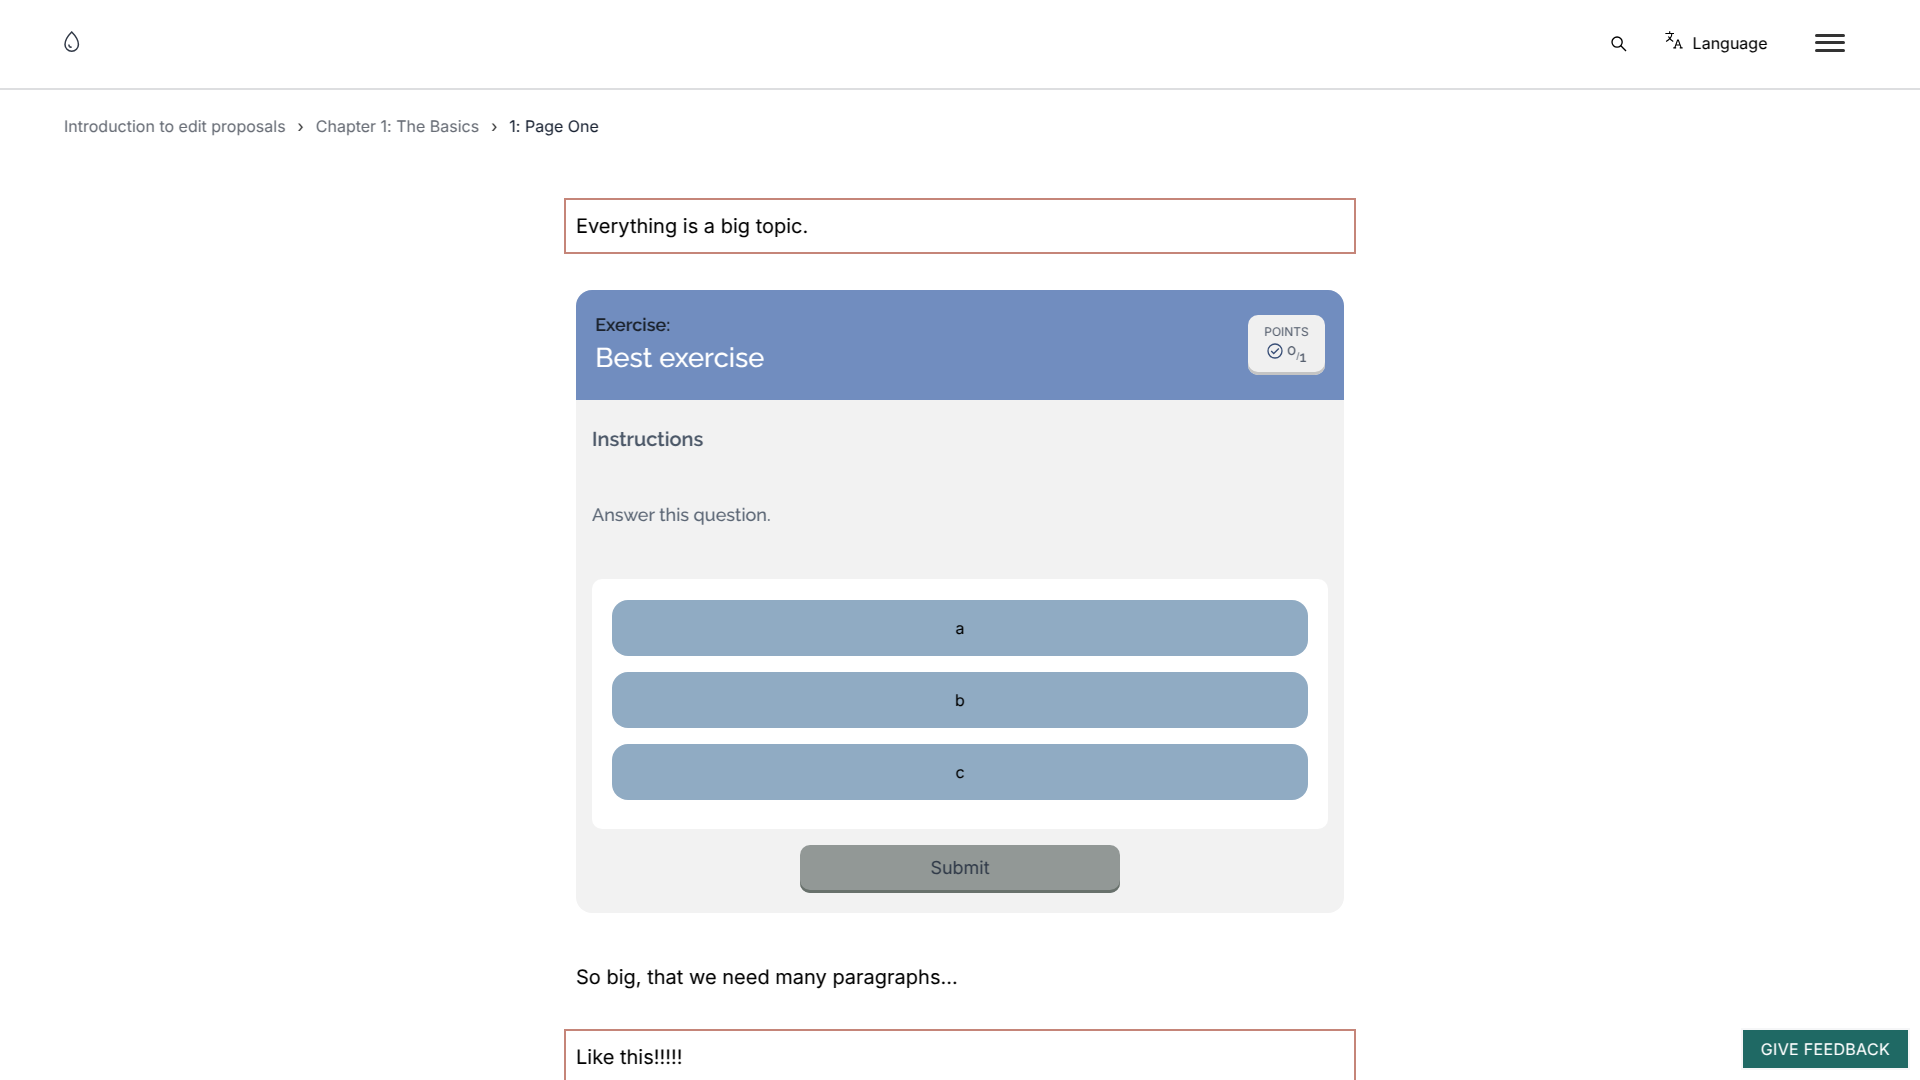 Language
Introduction to edit proposals › Chapter 1: The Basics › 1: Page One
Everything is a big topic.
Exercise:
Best exercise
POINTS
0/1
Instructions
Answer this question.
a
b
c
Submit
So big, that we need many paragraphs...
Like this!!!!!
GIVE FEEDBACK